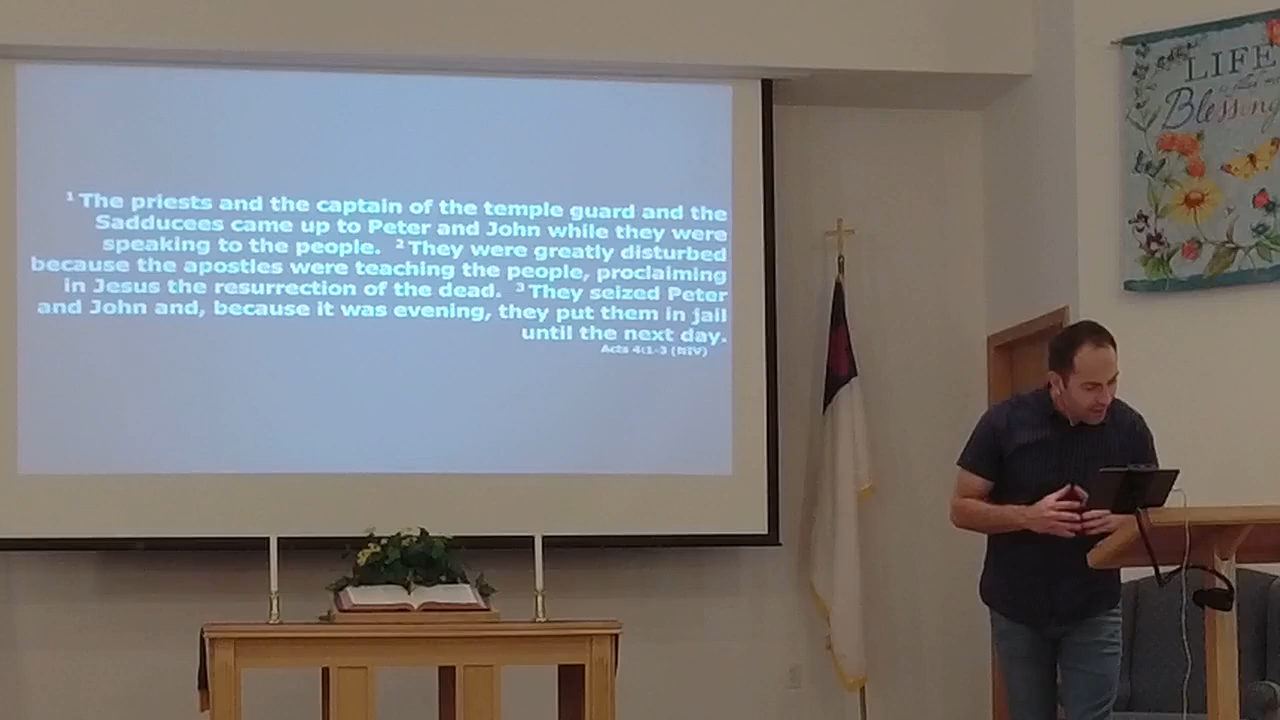 ¹ The priests and the captain of the temple guard and the
Sadducees came up to Peter and John while they were
speaking to the people. ² They were greatly disturbed
because the apostles were teaching the people, proclaiming
in Jesus the resurrection of the dead. ³ They seized Peter
and John and, because it was evening, they put them in jail
until the next day.
Acts 4:1-3 (NIV)
LIFE
Blessing